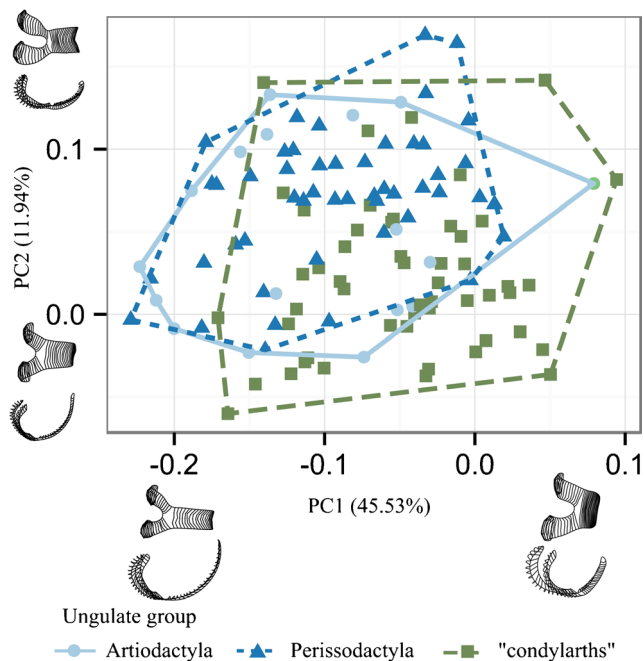 PC2 (11.94%)
0.1
0.0
-0.2 -0.1 0.0 0.1
PC1 (45.53%)
Ungulate group
Artiodactyla Perissodactyla "condylarths"